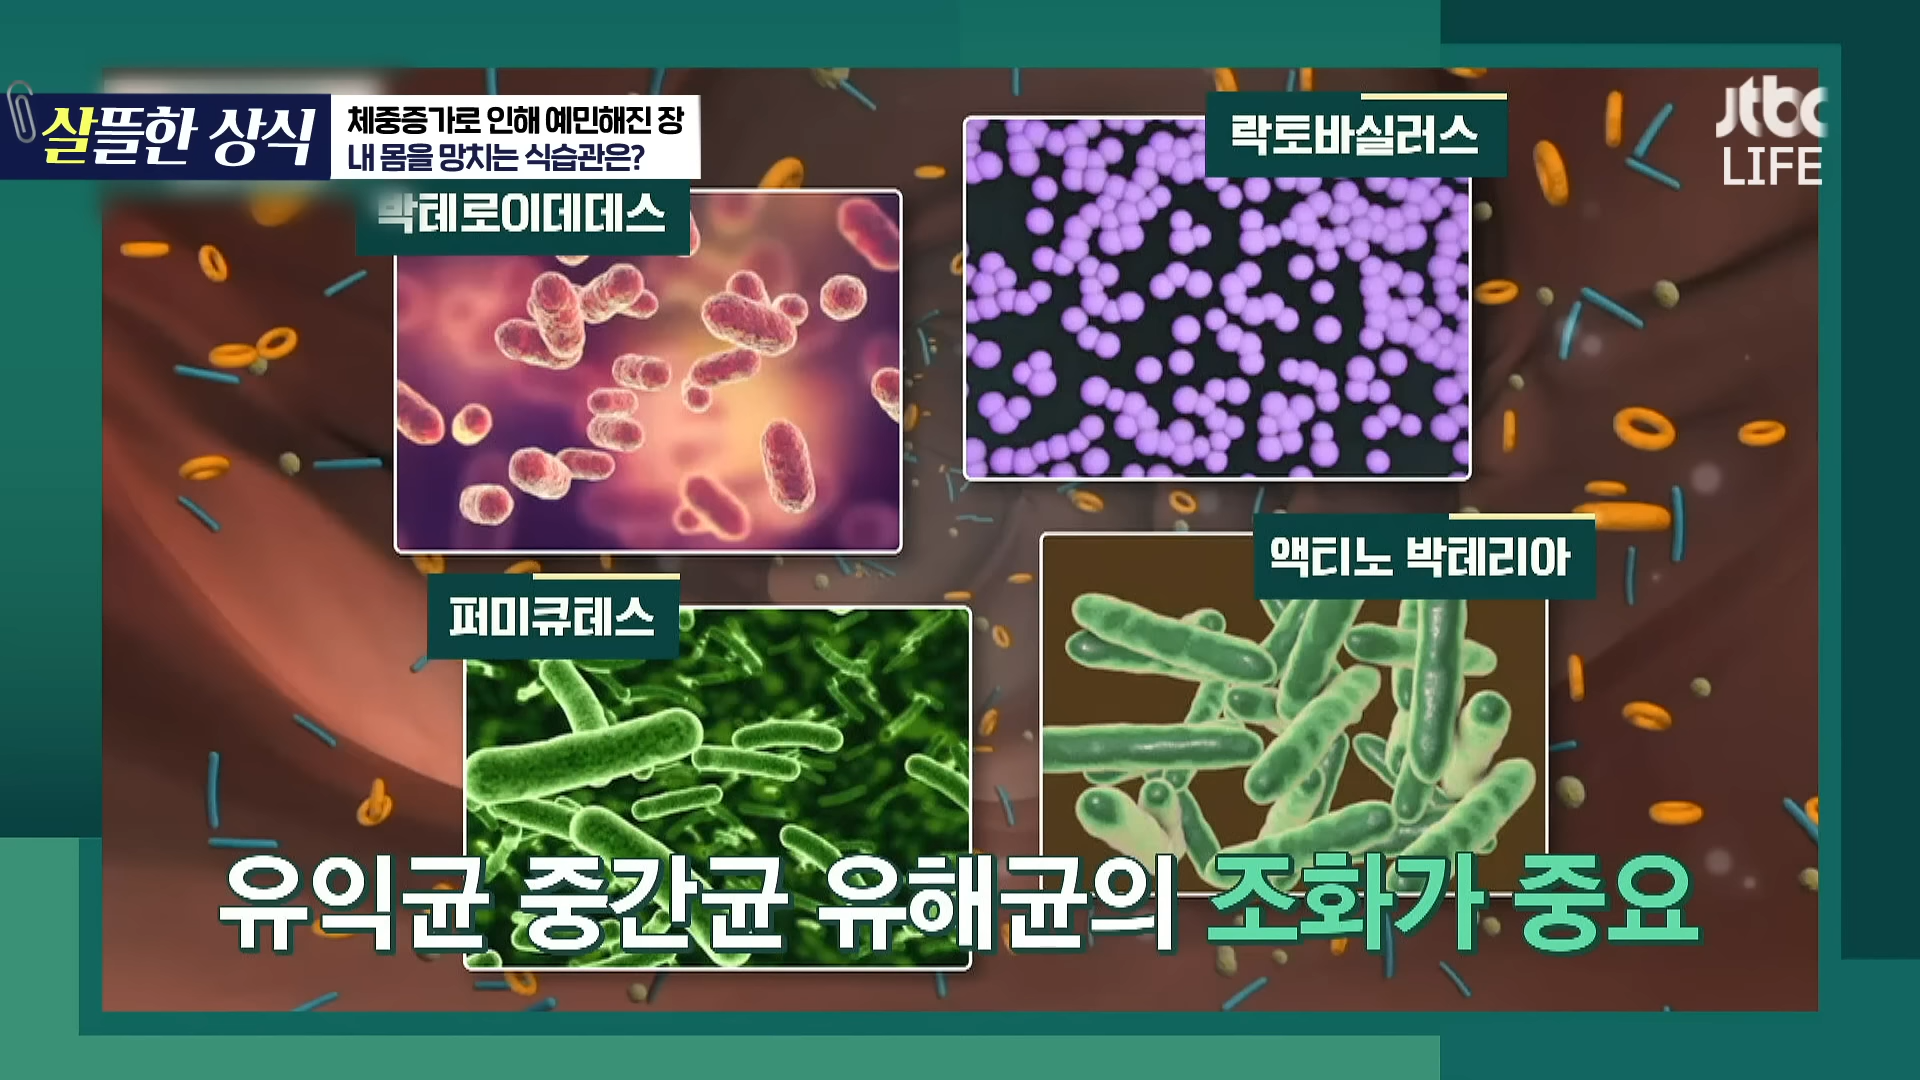 살뜰한 상식
체중증가로 인해 예민해진 장
내 몸을 망치는 식습관은?
jtbc
LIFE
락토바실러스
박테로이데데스
액티노 박테리아
퍼미큐테스
유익균 중간균 유해균의 조화가 중요